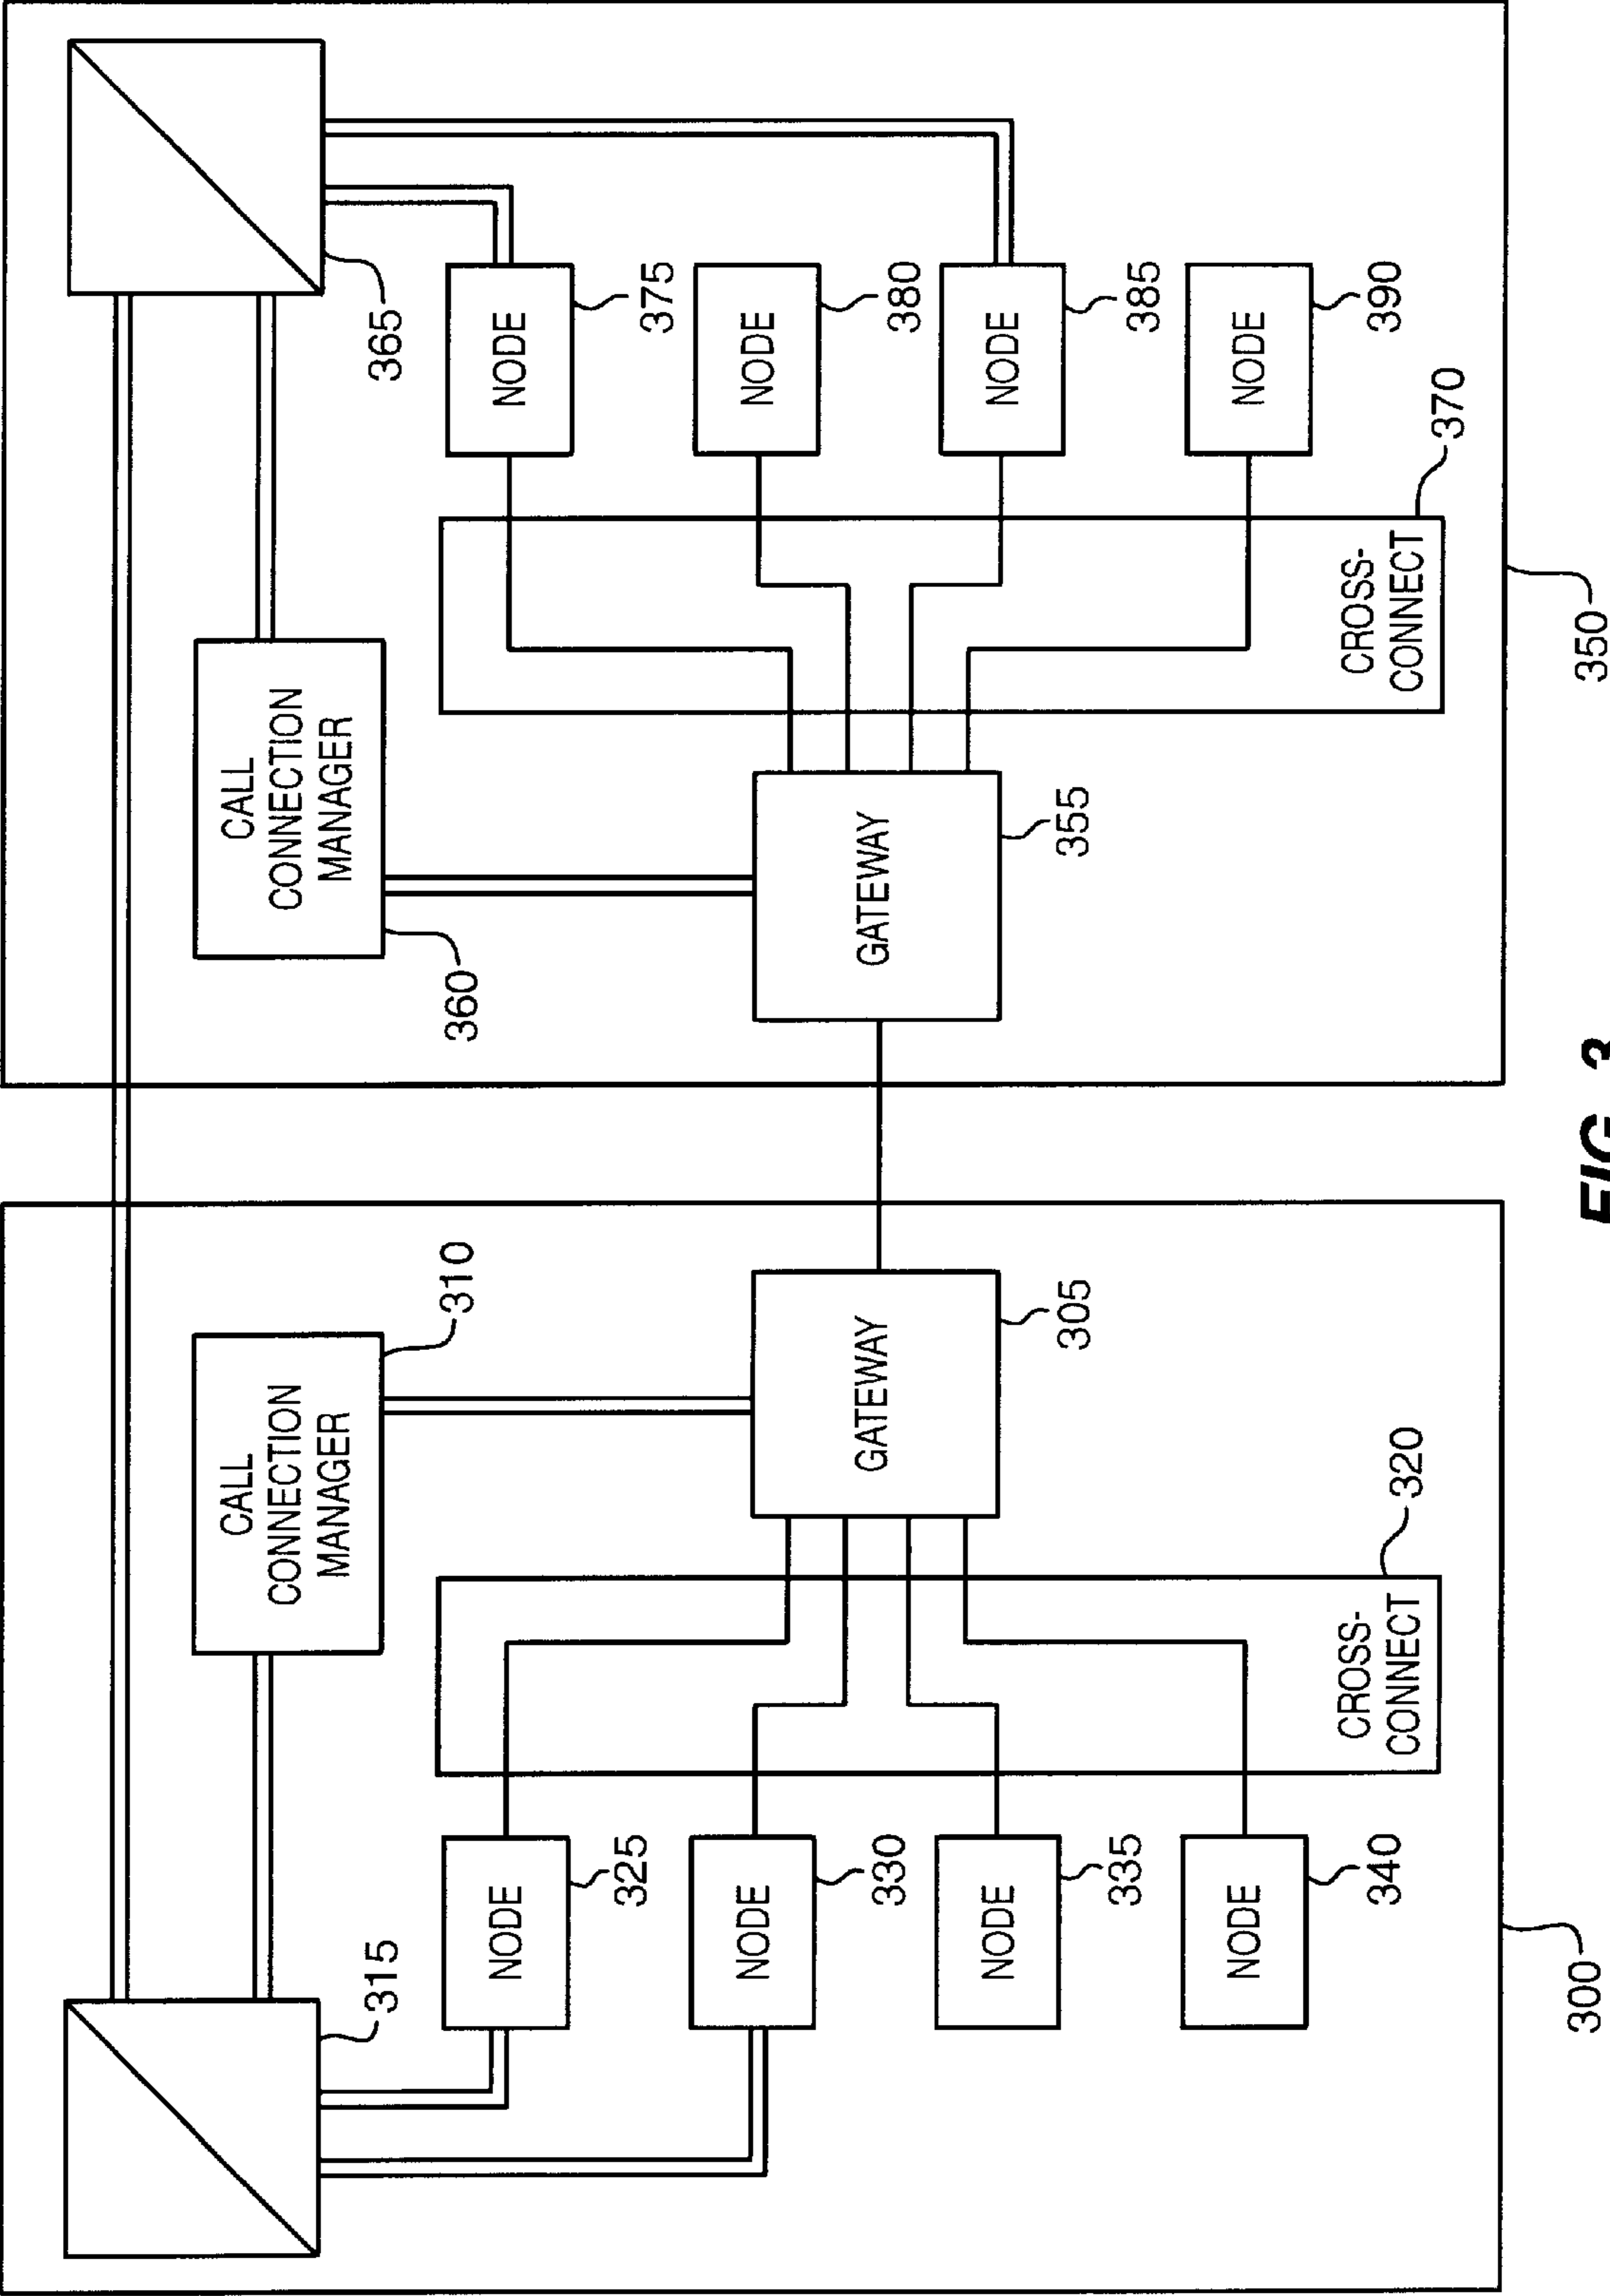 315
CALL
CONNECTION
MANAGER
310
NODE
325
NODE
330
NODE
335
NODE
340
GATEWAY
305
CROSS-
CONNECT
320
300
CALL
CONNECTION
MANAGER
360
365
GATEWAY
355
NODE
375
NODE
380
NODE
385
NODE
390
CROSS-
CONNECT
370
350
FIG. 3